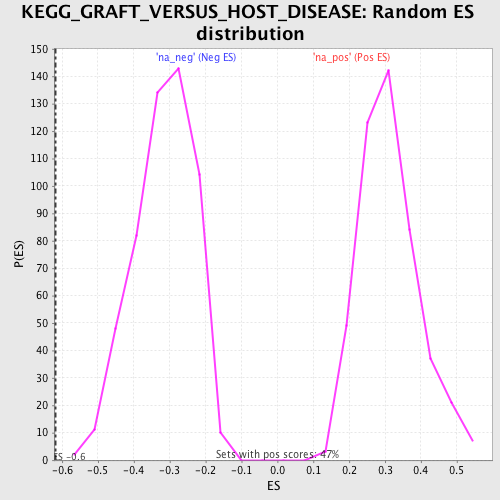 KEGG_GRAFT_VERSUS_HOST_DISEASE: Random ES
distribution
'na_neg' (Neg ES)
'na_pos' (Pos ES)
150
140
130
120
110
100
90
80
70
60
50
40
30
20
10
0
P(ES)
ES -0.6
Sets with pos scores: 47%
-0.6 -0.5 -0.4 -0.3 -0.2 -0.1 0.0 0.1 0.2 0.3 0.4 0.5
ES